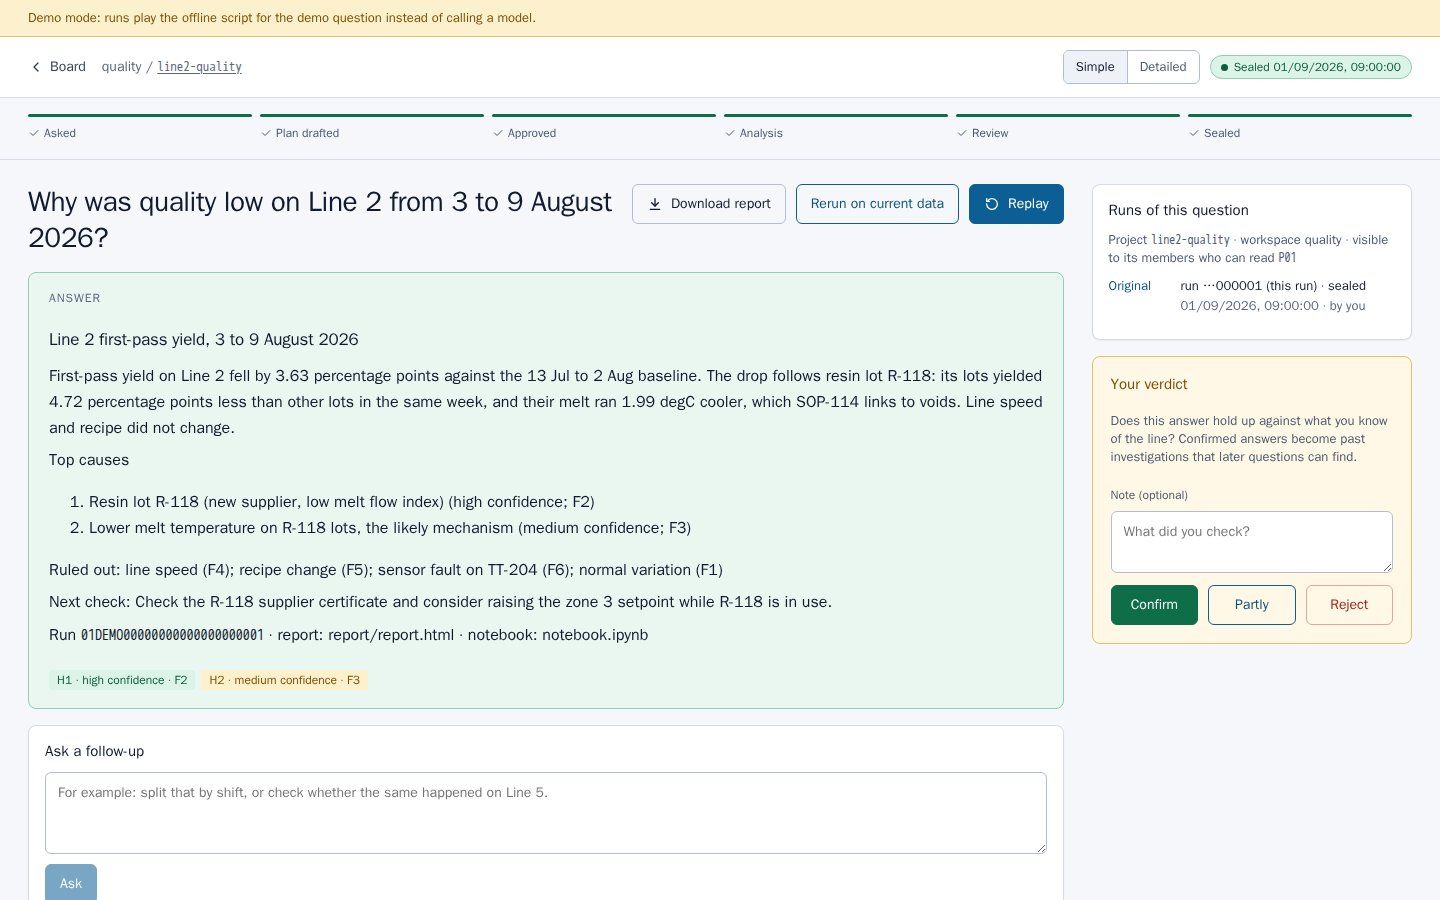 Demo mode: runs play the offline script for the demo question instead of calling a model.
Board quality / line2-quality
Simple Detailed Sealed 01/09/2026, 09:00:00
Asked Plan drafted Approved Analysis Review Sealed
Why was quality low on Line 2 from 3 to 9 August
2026?
Download report Rerun on current data Replay
ANSWER
Line 2 first-pass yield, 3 to 9 August 2026
First-pass yield on Line 2 fell by 3.63 percentage points against the 13 Jul to 2 Aug baseline. The drop follows resin lot R-118: its lots yielded
4.72 percentage points less than other lots in the same week, and their melt ran 1.99 degC cooler, which SOP-114 links to voids. Line speed
and recipe did not change.
Top causes
1. Resin lot R-118 (new supplier, low melt flow index) (high confidence; F2)
2. Lower melt temperature on R-118 lots, the likely mechanism (medium confidence; F3)
Ruled out: line speed (F4); recipe change (F5); sensor fault on TT-204 (F6); normal variation (F1)
Next check: Check the R-118 supplier certificate and consider raising the zone 3 setpoint while R-118 is in use.
Run 01DEMO00000000000000000001 · report: report/report.html · notebook: notebook.ipynb
H1 · high confidence · F2 H2 · medium confidence · F3
Ask a follow-up
For example: split that by shift, or check whether the same happened on Line 5.
Ask
Runs of this question
Project line2-quality · workspace quality · visible
to its members who can read P01
Original run ···000001 (this run) · sealed
01/09/2026, 09:00:00 · by you
Your verdict
Does this answer hold up against what you know
of the line? Confirmed answers become past
investigations that later questions can find.
Note (optional)
What did you check?
Confirm Partly Reject